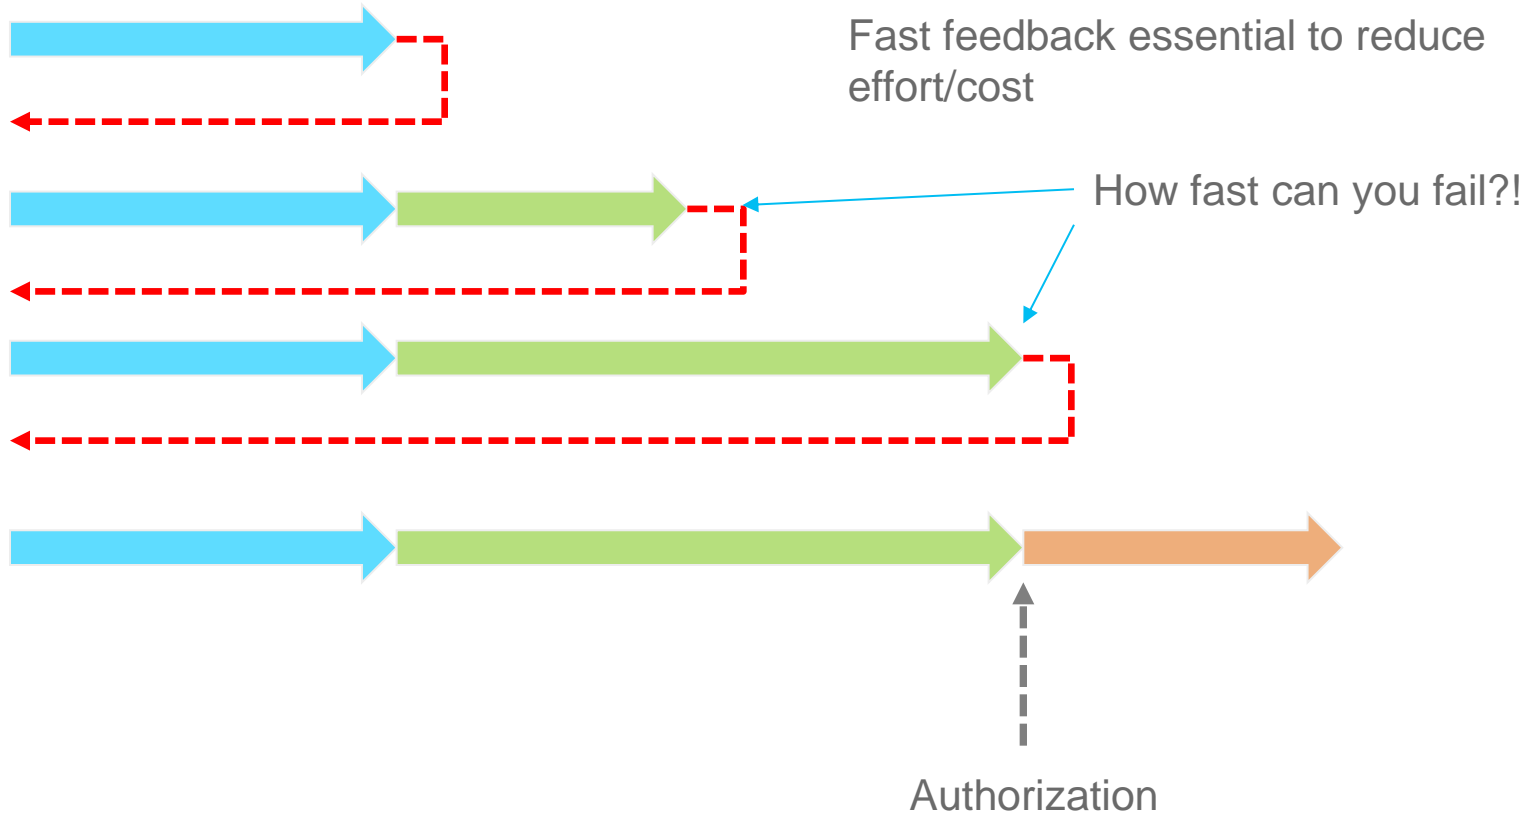 Fast feedback essential to reduce
effort/cost
How fast can you fail?!
Authorization